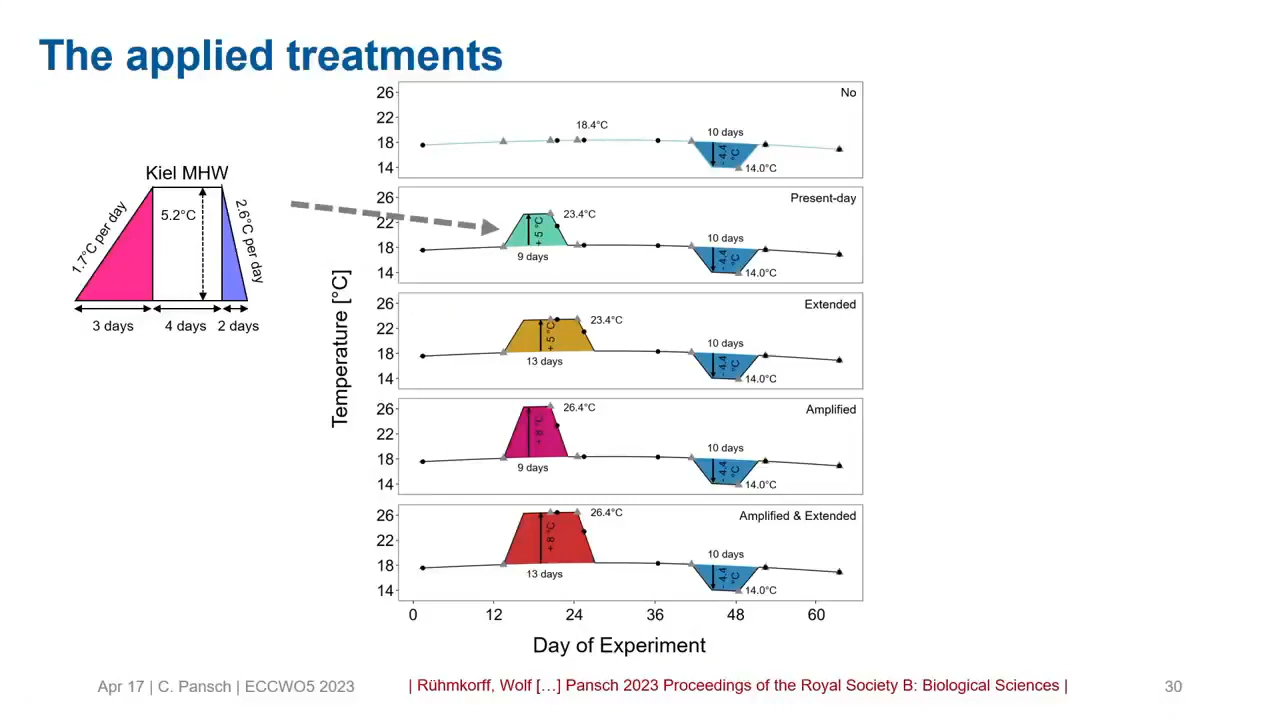 The applied treatments
Kiel MHW
1.7°C per day
5.2°C
2.6°C per day
3 days
4 days
2 days
Temperature [°C]
26
22
18
14
No
18.4°C
10 days
- 4.4 °C
14.0°C
26
22
18
14
Present-day
23.4°C
+ 5 °C
9 days
10 days
- 4.4 °C
14.0°C
26
22
18
14
Extended
23.4°C
+ 5 °C
13 days
10 days
- 4.4 °C
14.0°C
26
22
18
14
Amplified
26.4°C
+ 8 °C
9 days
10 days
- 4.4 °C
14.0°C
26
22
18
14
Amplified & Extended
26.4°C
+ 8 °C
13 days
10 days
- 4.4 °C
14.0°C
0 12 24 36 48 60
Day of Experiment
Apr 17 | C. Pansch | ECCWO5 2023
| Rühmkorff, Wolf […] Pansch 2023 Proceedings of the Royal Society B: Biological Sciences |
30